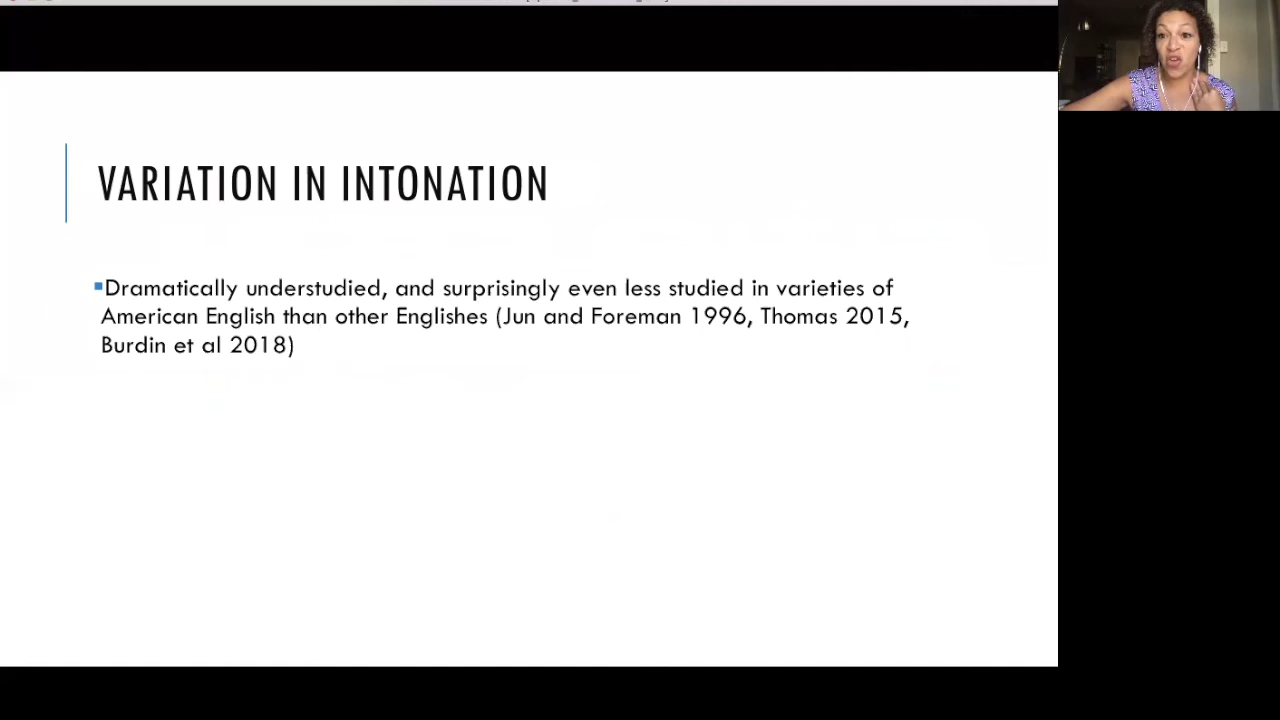 VARIATION IN INTONATION
▪Dramatically understudied, and surprisingly even less studied in varieties of
American English than other Englishes (Jun and Foreman 1996, Thomas 2015,
Burdin et al 2018)